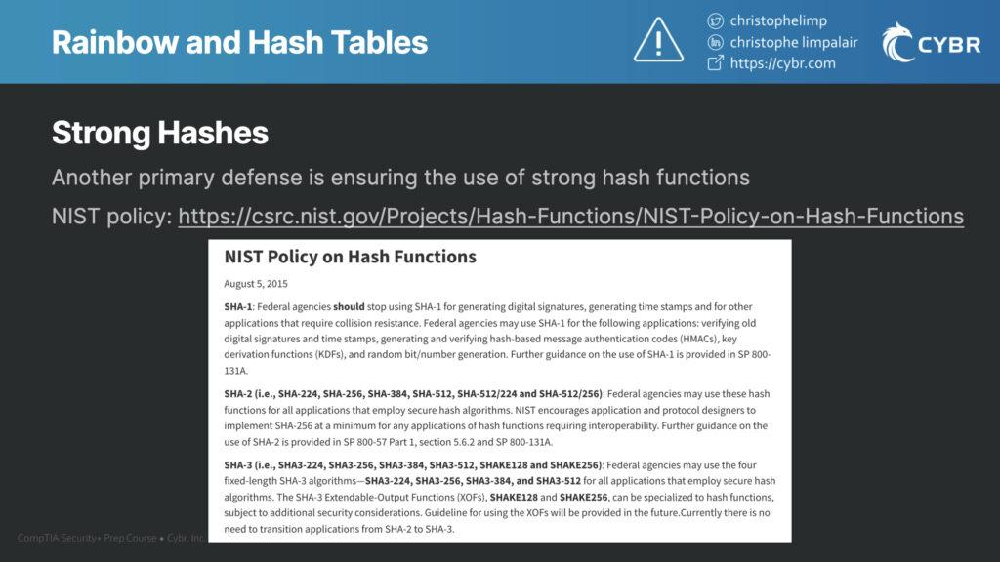 Rainbow and Hash Tables
christophelimp
christophe limpalair
https://cybr.com
CYBR
Strong Hashes
Another primary defense is ensuring the use of strong hash functions
NIST policy: https://csrc.nist.gov/Projects/Hash-Functions/NIST-Policy-on-Hash-Functions
NIST Policy on Hash Functions
August 5, 2015
SHA-1: Federal agencies should stop using SHA-1 for generating digital signatures, generating time stamps and for other
applications that require collision resistance. Federal agencies may use SHA-1 for the following applications: verifying old
digital signatures and time stamps, generating and verifying hash-based message authentication codes (HMACs), key
derivation functions (KDFs), and random bit/number generation. Further guidance on the use of SHA-1 is provided in SP 800-
131A.
SHA-2 (i.e., SHA-224, SHA-256, SHA-384, SHA-512, SHA-512/224 and SHA-512/256): Federal agencies may use these hash
functions for all applications that employ secure hash algorithms. NIST encourages application and protocol designers to
implement SHA-256 at a minimum for any applications of hash functions requiring interoperability. Further guidance on the
use of SHA-2 is provided in SP 800-57 Part 1, section 5.6.2 and SP 800-131A.
SHA-3 (i.e., SHA3-224, SHA3-256, SHA3-384, SHA3-512, SHAKE128 and SHAKE256): Federal agencies may use the four
fixed-length SHA-3 algorithms—SHA3-224, SHA3-256, SHA3-384, and SHA3-512 for all applications that employ secure hash
algorithms. The SHA-3 Extendable-Output Functions (XOFs), SHAKE128 and SHAKE256, can be specialized to hash functions,
subject to additional security considerations. Guideline for using the XOFs will be provided in the future.Currently there is no
need to transition applications from SHA-2 to SHA-3.
CompTIA Security+ Prep Course • Cybr, Inc.